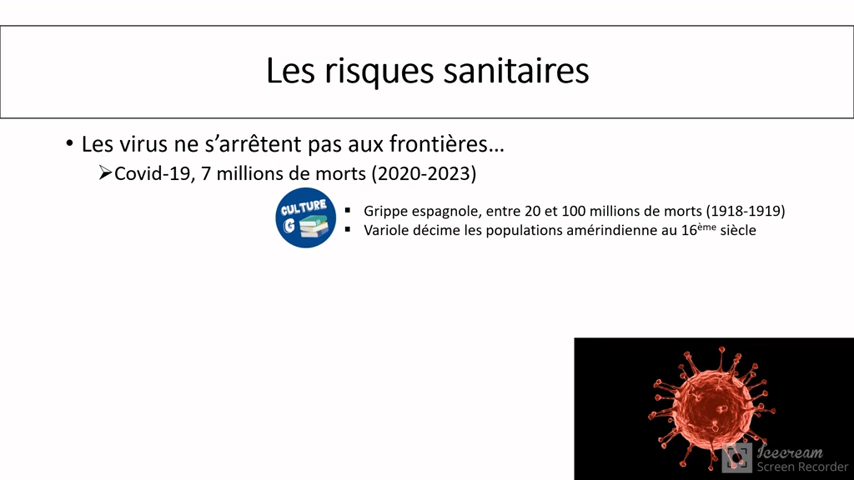 Les risques sanitaires
• Les virus ne s’arrêtent pas aux frontières…
➢Covid-19, 7 millions de morts (2020-2023)
CULTURE
G
▪ Grippe espagnole, entre 20 et 100 millions de morts (1918-1919)
▪ Variole décime les populations amérindienne au 16ème siècle
Icecream
Screen Recorder